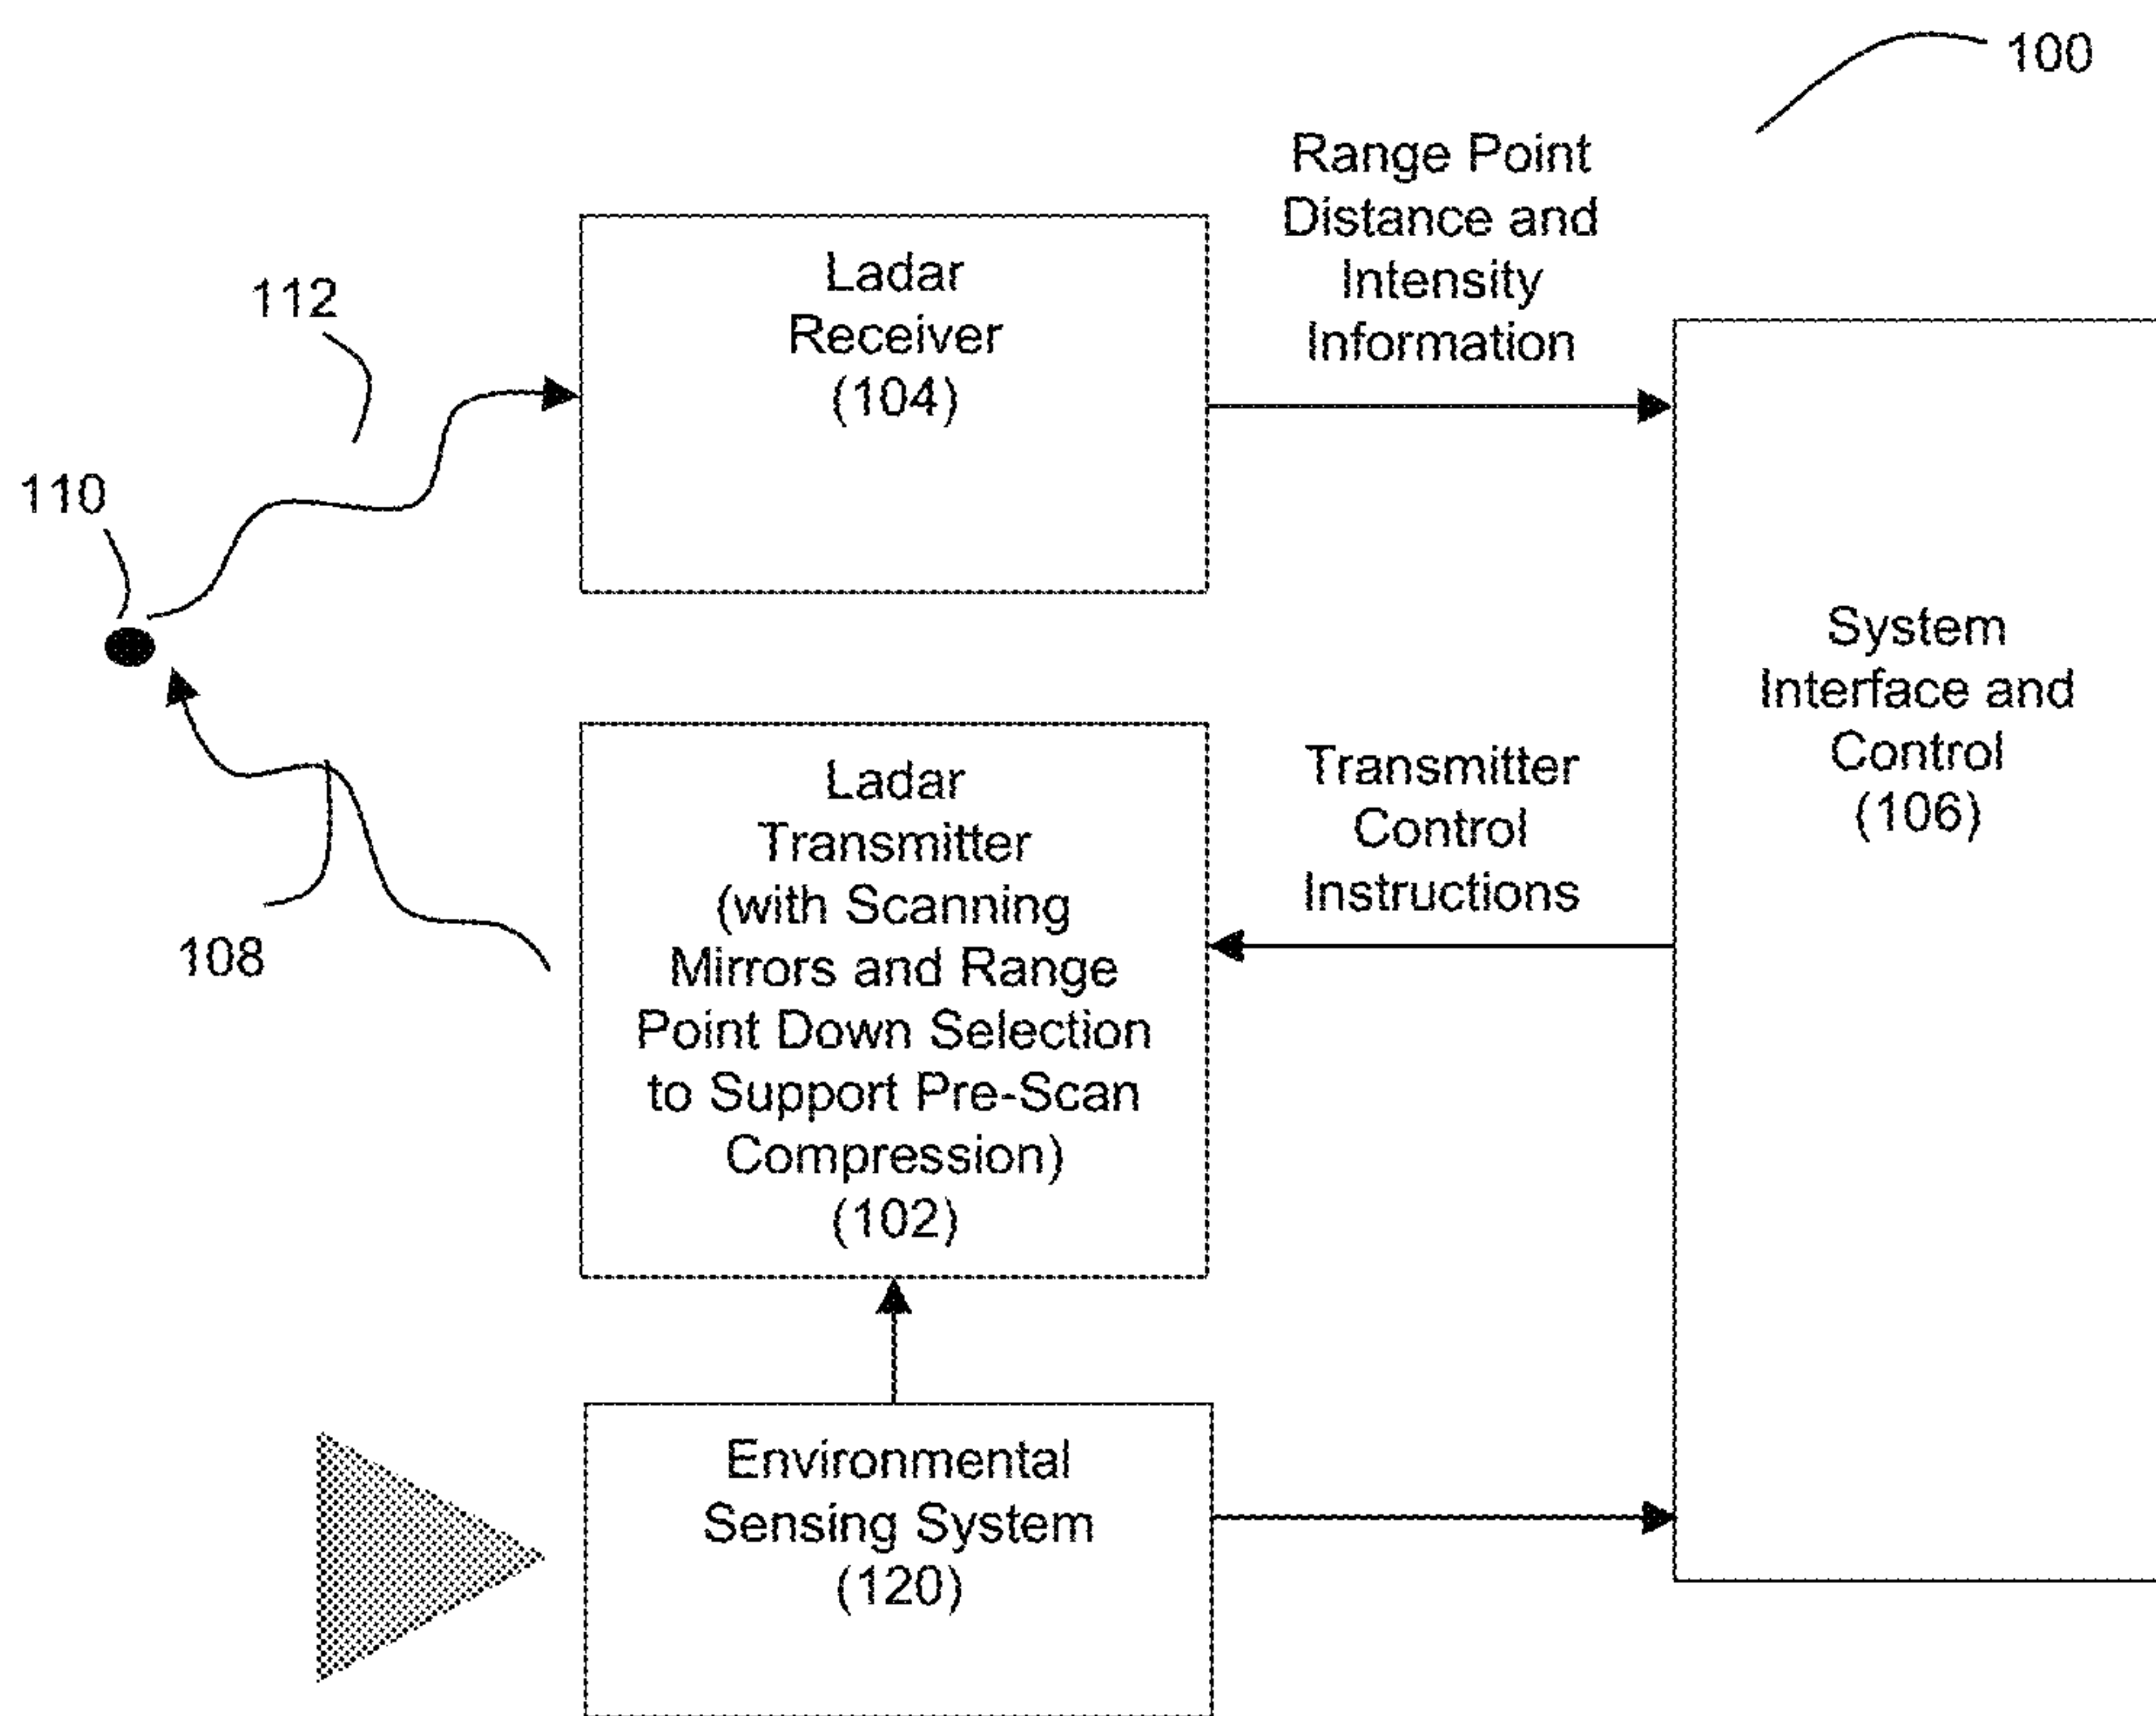 100
Range Point
Distance and
Intensity
Information
Ladar
Receiver
(104)
112
110
System
Interface and
Control
(106)
Ladar
Transmitter
(with Scanning
Mirrors and Range
Point Down Selection
to Support Pre-Scan
Compression)
(102)
Transmitter
Control
Instructions
108
Environmental
Sensing System
(120)